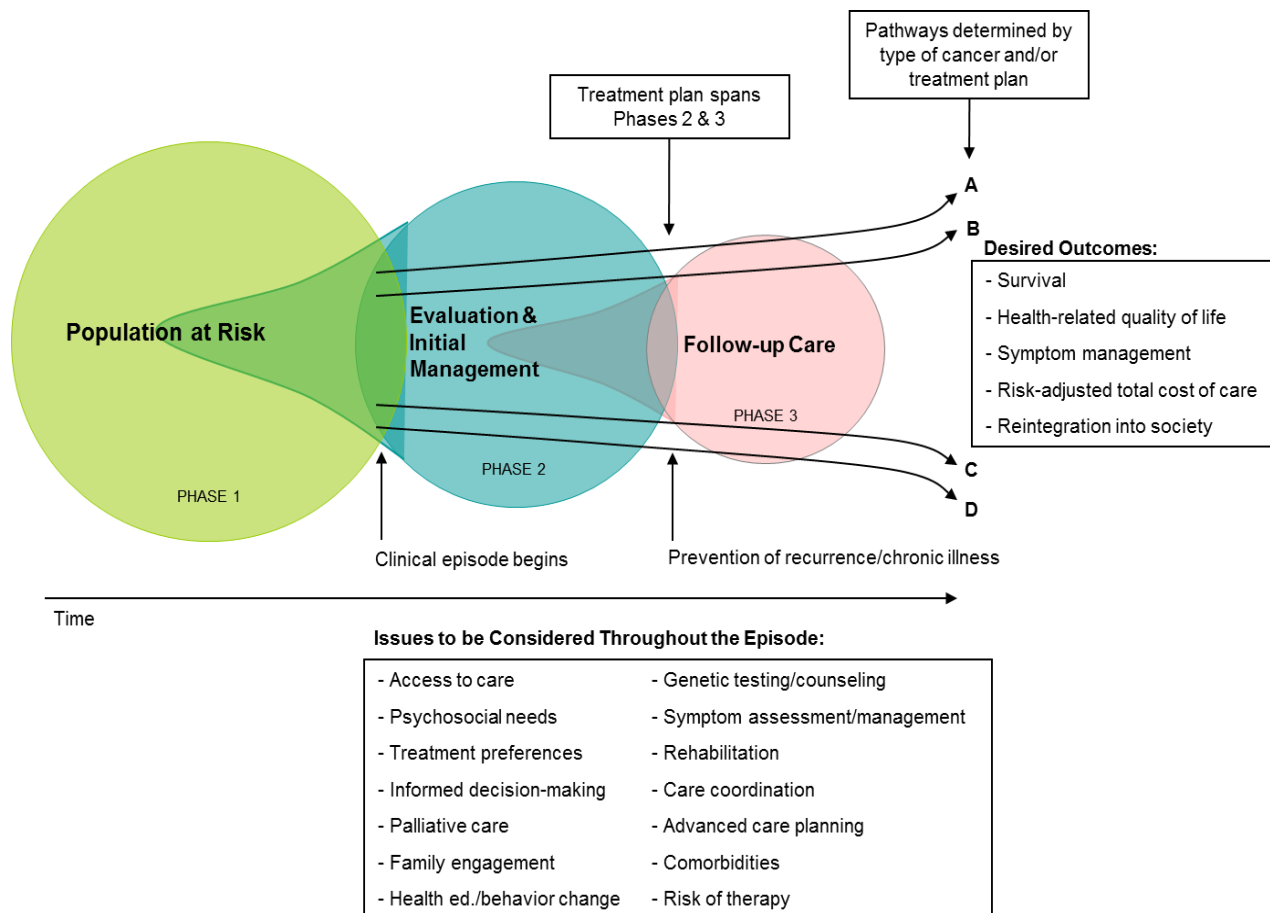 Pathways determined by
type of cancer and/or
treatment plan
Treatment plan spans
Phases 2 & 3
A
B
Desired Outcomes:
- Survival
- Health-related quality of life
- Symptom management
- Risk-adjusted total cost of care
- Reintegration into society
Population at Risk
Evaluation &
Initial
Management
Follow-up Care
PHASE 1
PHASE 2
PHASE 3
C
D
Clinical episode begins
Prevention of recurrence/chronic illness
Time
Issues to be Considered Throughout the Episode:
- Access to care
- Psychosocial needs
- Treatment preferences
- Informed decision-making
- Palliative care
- Family engagement
- Health ed./behavior change
- Genetic testing/counseling
- Symptom assessment/management
- Rehabilitation
- Care coordination
- Advanced care planning
- Comorbidities
- Risk of therapy